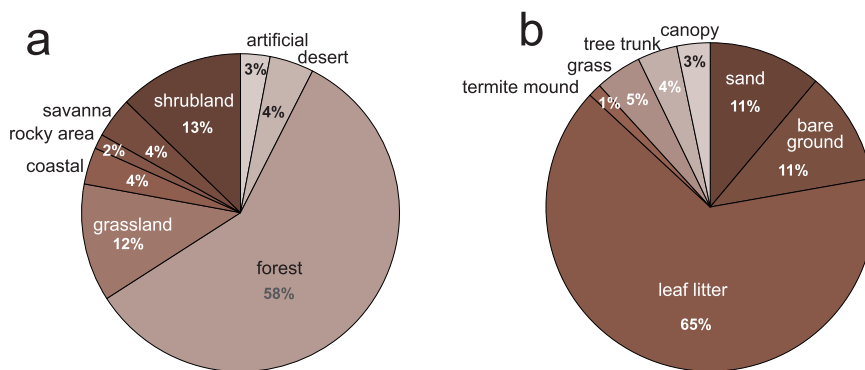 a
artificial
3%
desert
4%
forest
58%
grassland
12%
coastal
4%
rocky area
2%
savanna
4%
shrubland
13%
b
canopy
3%
tree trunk
4%
grass
5%
termite mound
1%
sand
11%
bare
ground
11%
leaf litter
65%